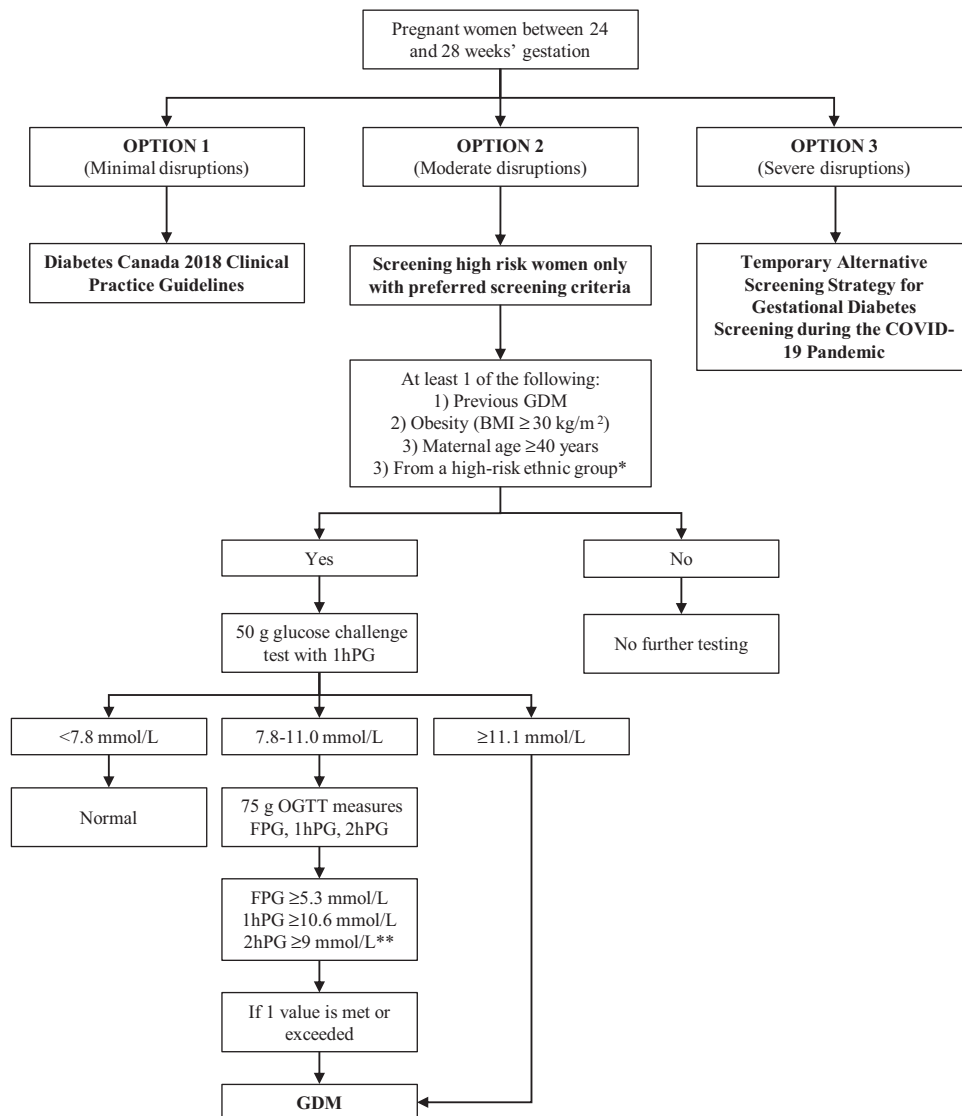 Pregnant women between 24
and 28 weeks’ gestation
OPTION 1
(Minimal disruptions)
OPTION 2
(Moderate disruptions)
OPTION 3
(Severe disruptions)
Diabetes Canada 2018 Clinical
Practice Guidelines
Screening high risk women only
with preferred screening criteria
Temporary Alternative
Screening Strategy for
Gestational Diabetes
Screening during the COVID-
19 Pandemic
At least 1 of the following:
1) Previous GDM
2) Obesity (BMI ≥ 30 kg/m²)
3) Maternal age ≥40 years
3) From a high-risk ethnic group*
Yes
No
50 g glucose challenge
test with 1hPG
No further testing
<7.8 mmol/L
7.8-11.0 mmol/L
≥11.1 mmol/L
Normal
75 g OGTT measures
FPG, 1hPG, 2hPG
FPG ≥5.3 mmol/L
1hPG ≥10.6 mmol/L
2hPG ≥9 mmol/L**
If 1 value is met or
exceeded
GDM